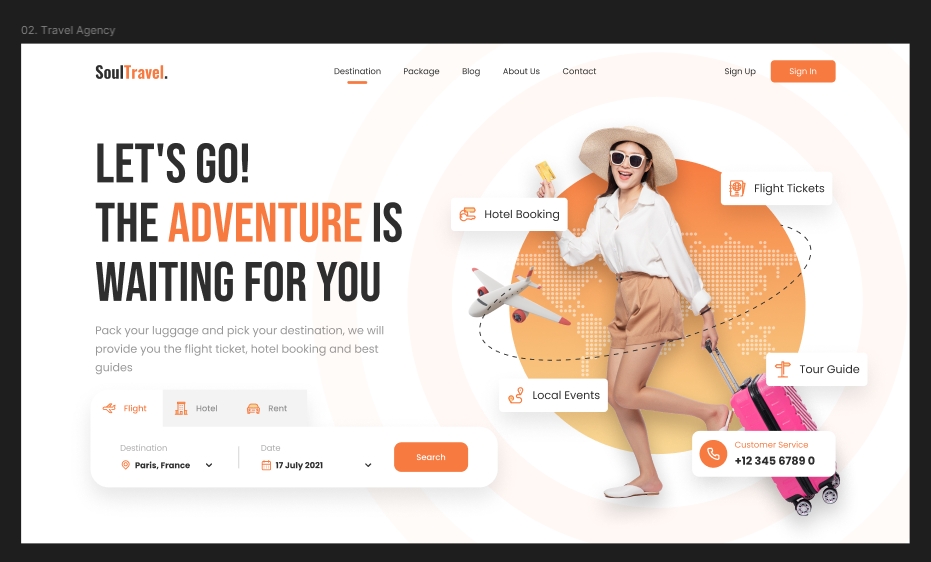 02. Travel Agency
SoulTravel.
Destination
Package
Blog
About Us
Contact
Sign Up
Sign In
LET'S GO!
THE ADVENTURE IS
WAITING FOR YOU
Pack your luggage and pick your destination, we will
provide you the flight ticket, hotel booking and best
guides
Flight
Hotel
Rent
Destination
Paris, France
Date
17 July 2021
Search
Hotel Booking
Flight Tickets
Local Events
Tour Guide
Customer Service
+12 345 6789 0